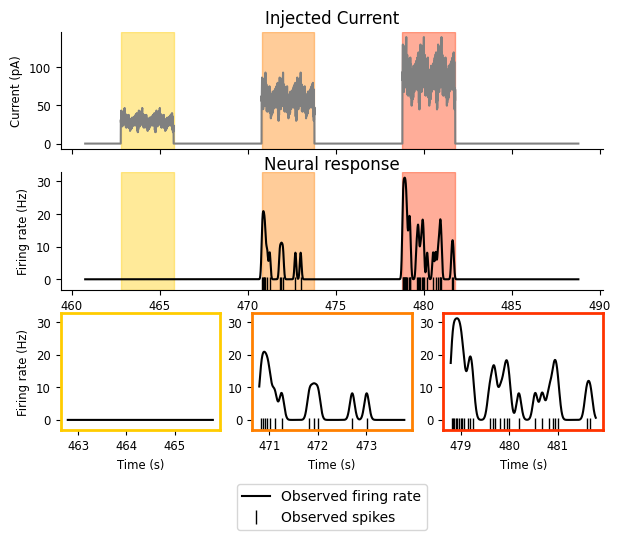 Injected Current
Current (pA)
100
50
0
Neural response
Firing rate (Hz)
30
20
10
0
460 465 470 475 480 485 490
Firing rate (Hz)
30
20
10
0
463 464 465
Time (s)
30
20
10
0
471 472 473
Time (s)
30
20
10
0
479 480 481
Time (s)
Observed firing rate
Observed spikes